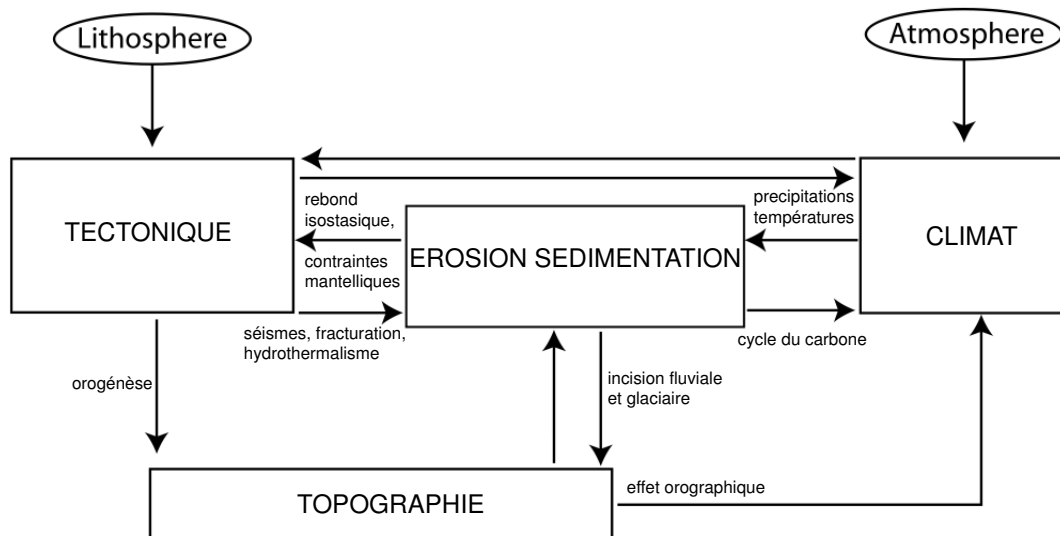 Lithosphere
Atmosphere
TECTONIQUE
rebond
isostasique,
contraintes
mantelliques
EROSION SEDIMENTATION
precipitations
températures
CLIMAT
séismes, fracturation,
hydrothermalisme
cycle du carbone
orogénèse
incision fluviale
et glaciaire
TOPOGRAPHIE
effet orographique